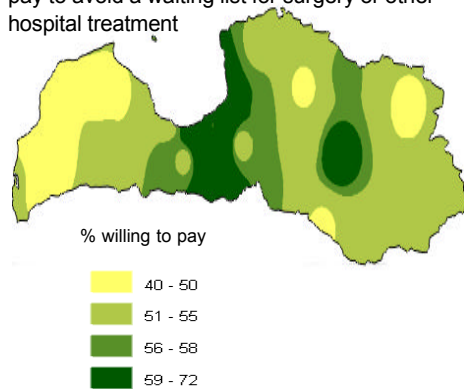 pay to avoid a waiting list for surgery or other
hospital treatment
% willing to pay
40 - 50
51 - 55
56 - 58
59 - 72